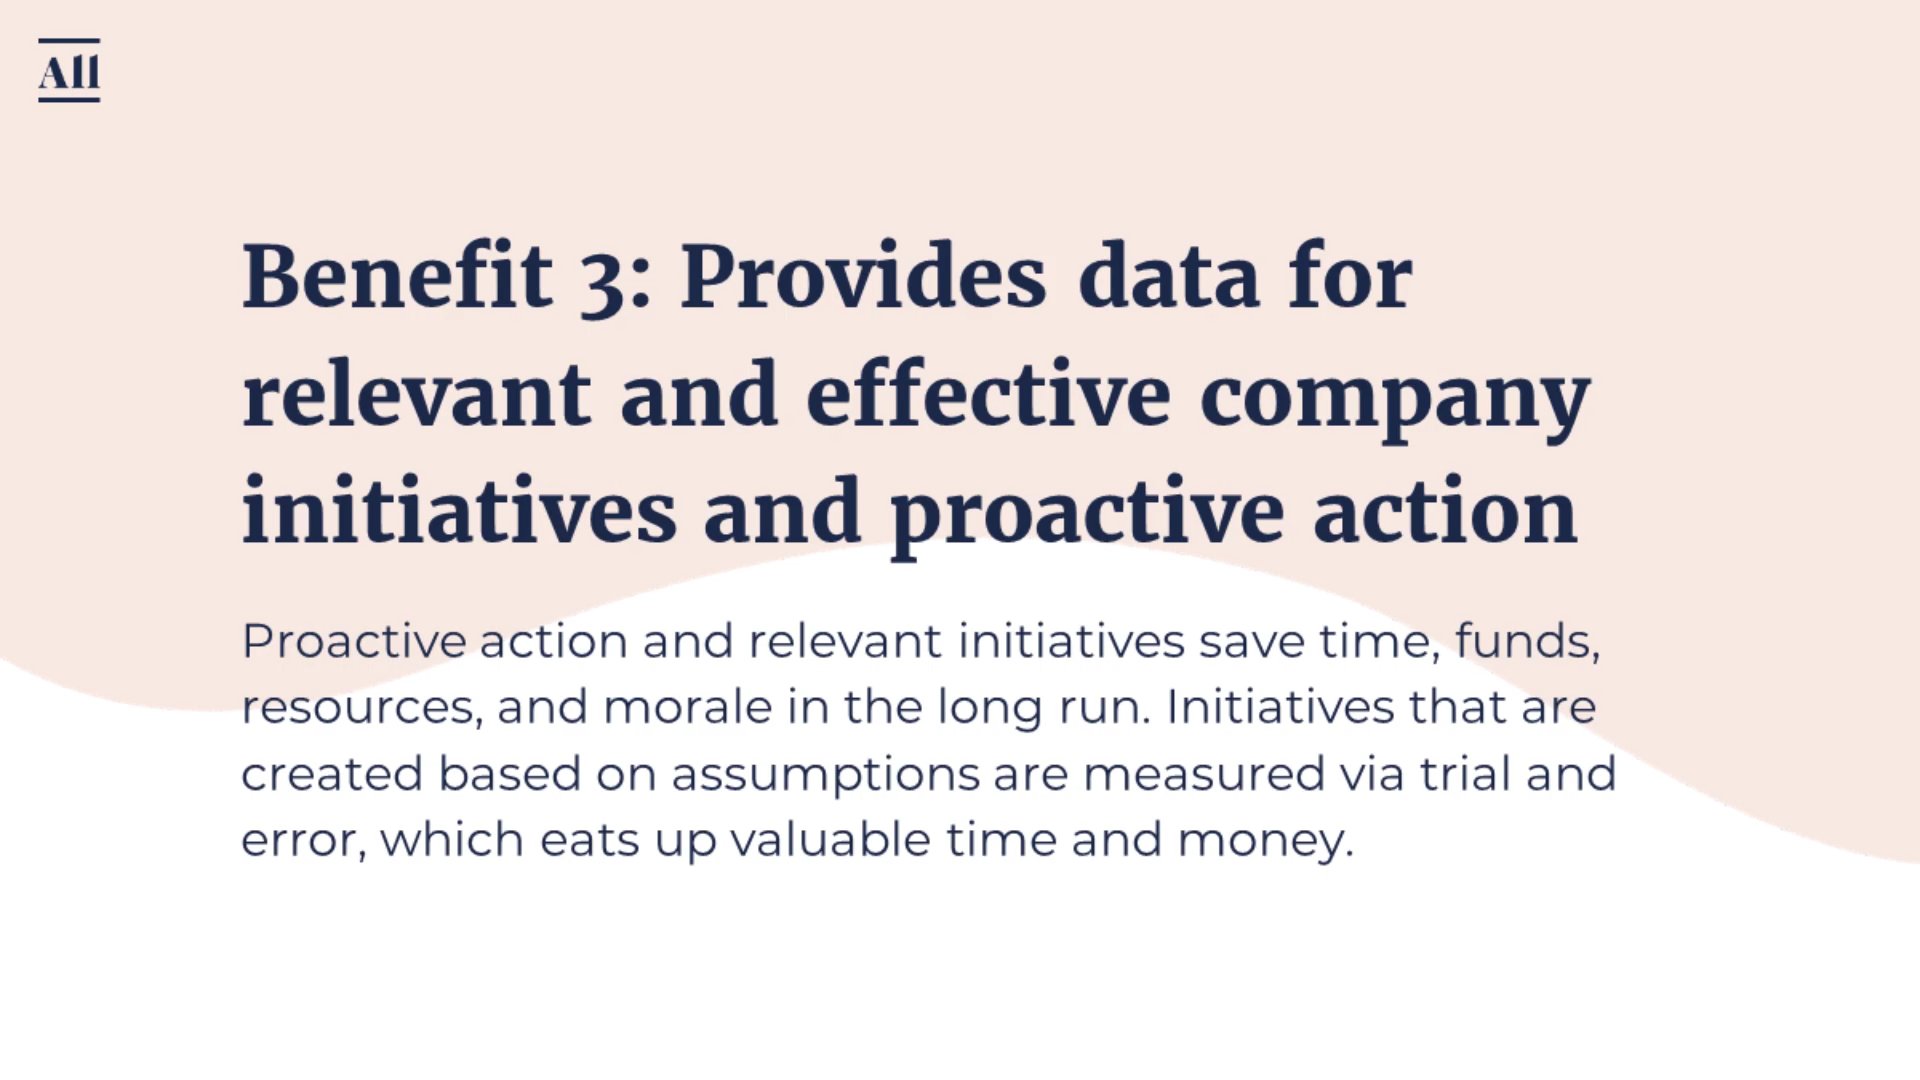 All
Benefit 3: Provides data for
relevant and effective company
initiatives and proactive action
Proactive action and relevant initiatives save time, funds,
resources, and morale in the long run. Initiatives that are
created based on assumptions are measured via trial and
error, which eats up valuable time and money.